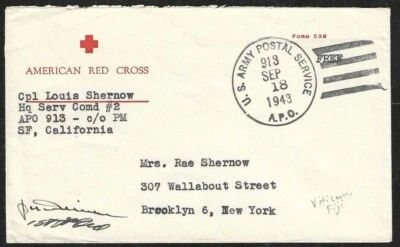 FORM 539
AMERICAN RED CROSS
Cpl Louis Shernow
Hq Serv Comd #2
APO 913 - c/o PM
SF, California
U. S. ARMY POSTAL SERVICE
913
SEP
18
1943
A.P.O.
FREE
Mrs. Rae Shernow
307 Wallabout Street
Brooklyn 6, New York
Fiji